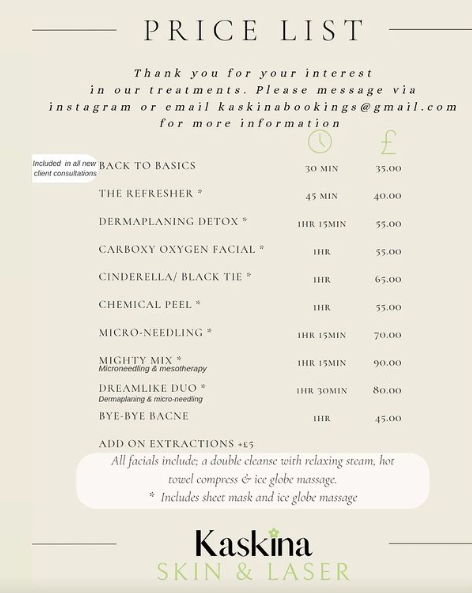 PRICE LIST
Thank you for your interest
in our treatments. Please message via
instagram or email kaskinabookings@gmail.com
for more information
£
Included in all new
client consultations
BACK TO BASICS 30 MIN 35.00
THE REFRESHER * 45 MIN 40.00
DERMAPLANING DETOX * 1HR 15MIN 55.00
CARBOXY OXYGEN FACIAL * 1HR 55.00
CINDERELLA/ BLACK TIE * 1HR 65.00
CHEMICAL PEEL * 1HR 55.00
MICRO-NEEDLING * 1HR 15MIN 70.00
MIGHTY MIX * 1HR 15MIN 90.00
Microneedling & mesotherapy
DREAMLIKE DUO * 1HR 30MIN 80.00
Dermaplaning & micro-needling
BYE-BYE BACNE 1HR 45.00
ADD ON EXTRACTIONS +£5
All facials include; a double cleanse with relaxing steam, hot
towel compress & ice globe massage.
* Includes sheet mask and ice globe massage
Kaskina
SKIN & LASER